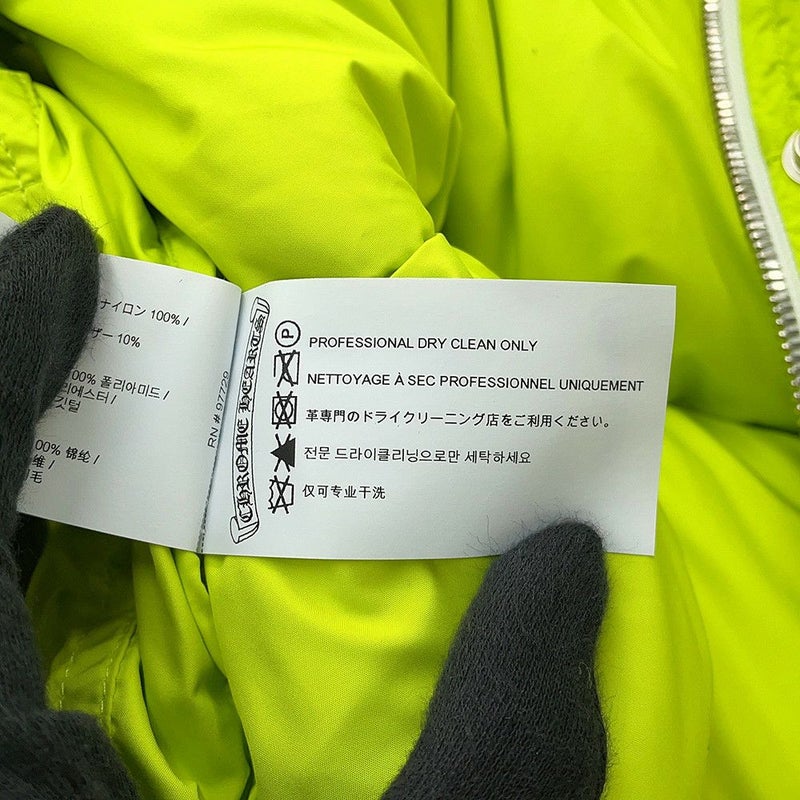 ナイロン 100% /
ザー 10%
00% 폴리아미드 /
리에스터 /
깃털
00% 锦纶 /
维 /
毛
RN # 97729
CHROME HEARTS
P
PROFESSIONAL DRY CLEAN ONLY
NETTOYAGE À SEC PROFESSIONNEL UNIQUEMENT
革専門のドライクリーニング店をご利用ください。
전문 드라이클리닝으로만 세탁하세요
仅可专业干洗